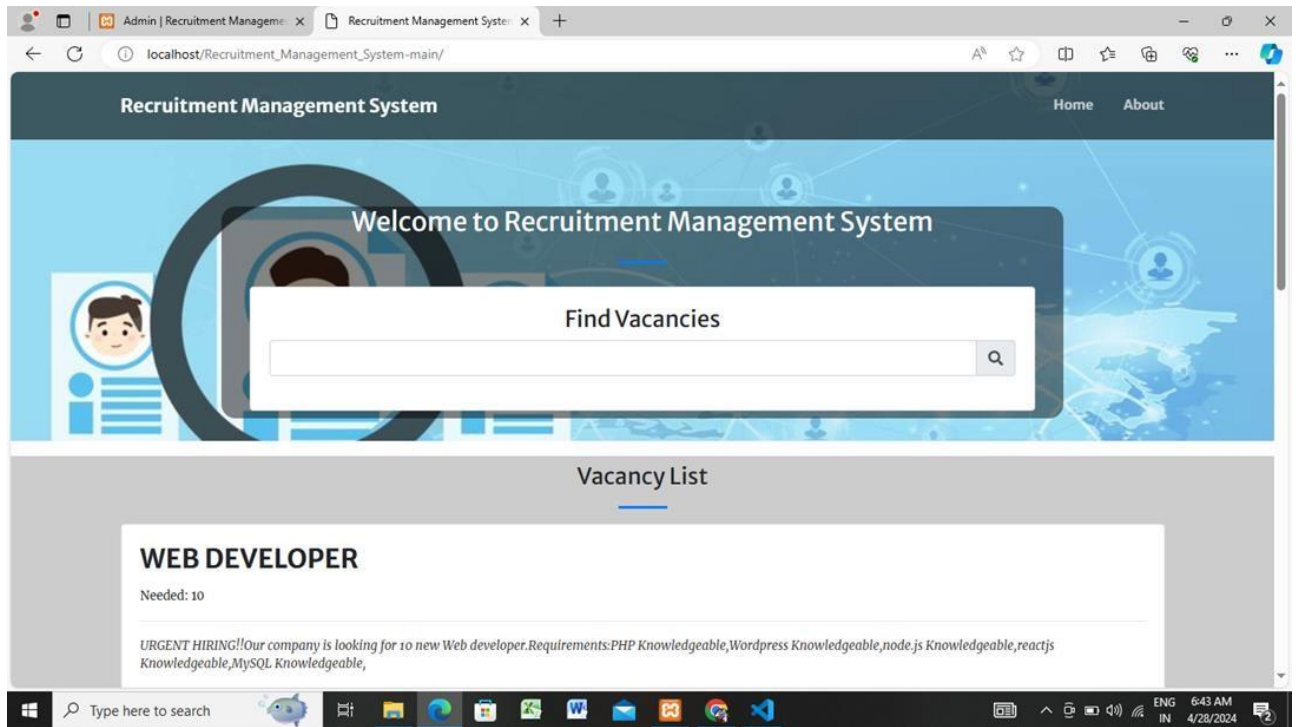 Admin | Recruitment Manageme
Recruitment Management System
localhost/Recruitment_Management_System-main/
Recruitment Management System
Home
About
Welcome to Recruitment Management System
Find Vacancies
Vacancy List
WEB DEVELOPER
Needed: 10
URGENT HIRING!!Our company is looking for 10 new Web developer.Requirements:PHP Knowledgeable,Wordpress Knowledgeable,node.js Knowledgeable,reactjs
Knowledgeable,MySQL Knowledgeable,
Type here to search
ENG
IN
6:43 AM
4/28/2024